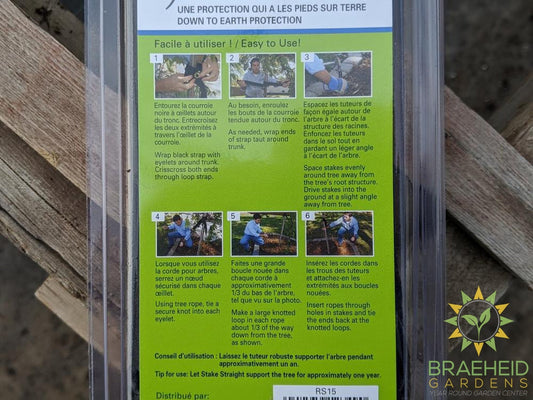 UNE PROTECTION QUI A LES PIEDS SUR TERRE
DOWN TO EARTH PROTECTION
Facile à utiliser ! / Easy to Use!
1
2
3
Entourez la courroie
noire à œillets autour
du tronc. Entrecroisez
les deux extrémités à
travers l'œillet de la
courroie.
Wrap black strap with
eyelets around trunk.
Crisscross both ends
through loop strap.
Au besoin, enroulez
les bouts de la courroie
tendue autour du tronc.
As needed, wrap ends
of strap taut around
trunk.
Espacez les tuteurs de
façon égale autour de
l'arbre à l'écart de la
structure des racines.
Enfoncez les tuteurs
dans le sol tout en
gardant un léger angle
à l'écart de l'arbre.
Space stakes evenly
around tree away from
the tree's root structure.
Drive stakes into the
ground at a slight angle
away from tree.
4
5
6
Lorsque vous utilisez
la corde pour arbres,
serrez un nœud
sécurisé dans chaque
œillet.
Using tree rope, tie a
secure knot into each
eyelet.
Faites une grande
boucle nouée dans
chaque corde à
approximativement
1/3 du bas de l'arbre,
tel que vu sur la photo.
Make a large knotted
loop in each rope
about 1/3 of the way
down from the tree,
as shown.
Insérez les cordes dans
les trous des tuteurs
et attachez-en les
extrémités aux boucles
nouées.
Insert ropes through
holes in stakes and tie
the ends back at the
knotted loops.
Conseil d'utilisation : Laissez le tuteur robuste supporter l'arbre pendant
approximativement un an.
Tip for use: Let Stake Straight support the tree for approximately one year.
Distribué par:
RS15
BRAEHEID
GARDENS
YEAR ROUND GARDEN CENTER